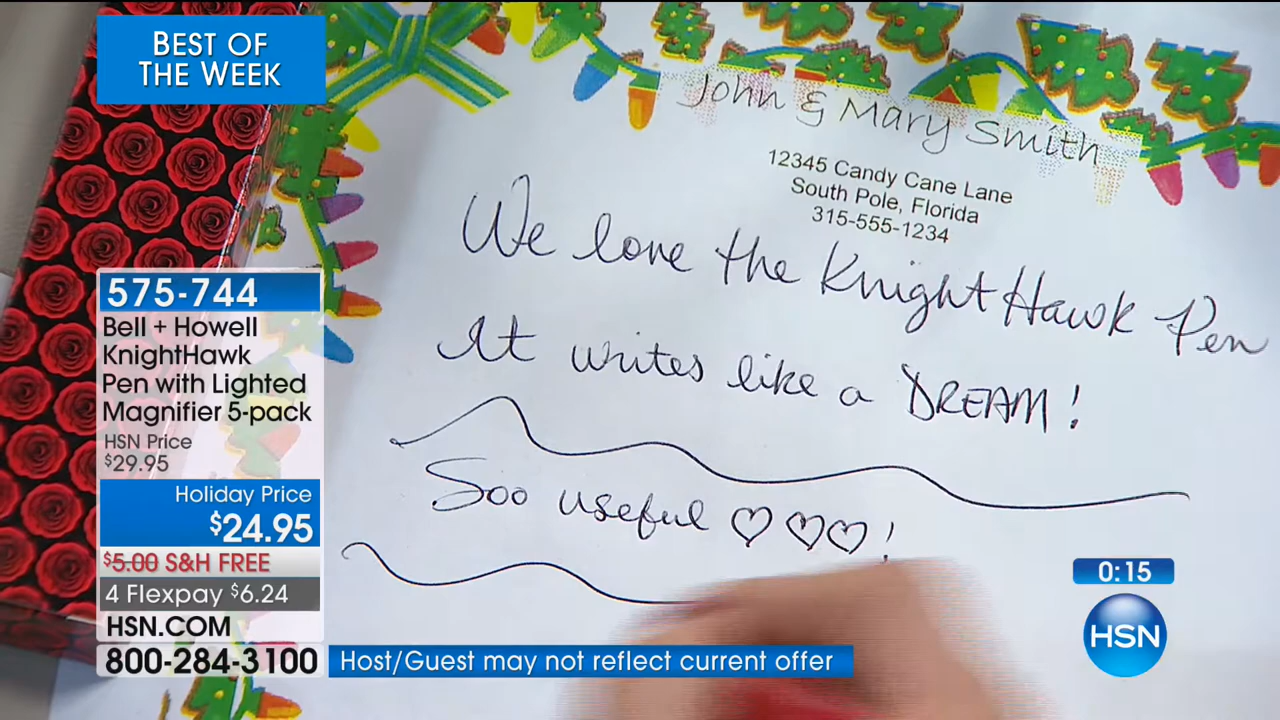 BEST OF
THE WEEK
John & Mary Smith
12345 Candy Cane Lane
South Pole, Florida
315-555-1234
We love the KnightHawk Pen
It writes like a DREAM!
Soo useful ♡♡♡!
575-744
Bell + Howell
KnightHawk
Pen with Lighted
Magnifier 5-pack
HSN Price
$29.95
Holiday Price
$24.95
$5.00 S&H FREE
4 Flexpay $6.24
HSN.COM
800-284-3100
Host/Guest may not reflect current offer
0:15
HSN